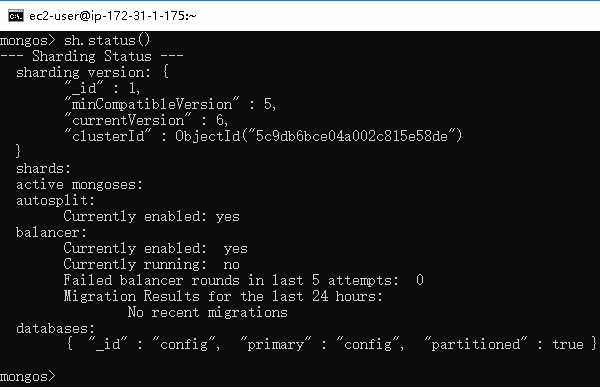 ec2-user@ip-172-31-1-175:~
mongos> sh.status()
--- Sharding Status ---
  sharding version: {
        "_id" : 1,
        "minCompatibleVersion" : 5,
        "currentVersion" : 6,
        "clusterId" : ObjectId("5c9db6bce04a002c815e58de")
  }
  shards:
  active mongoses:
  autosplit:
        Currently enabled: yes
  balancer:
        Currently enabled:  yes
        Currently running:  no
        Failed balancer rounds in last 5 attempts:  0
        Migration Results for the last 24 hours:
                No recent migrations
  databases:
        {  "_id" : "config",  "primary" : "config",  "partitioned" : true }
mongos>